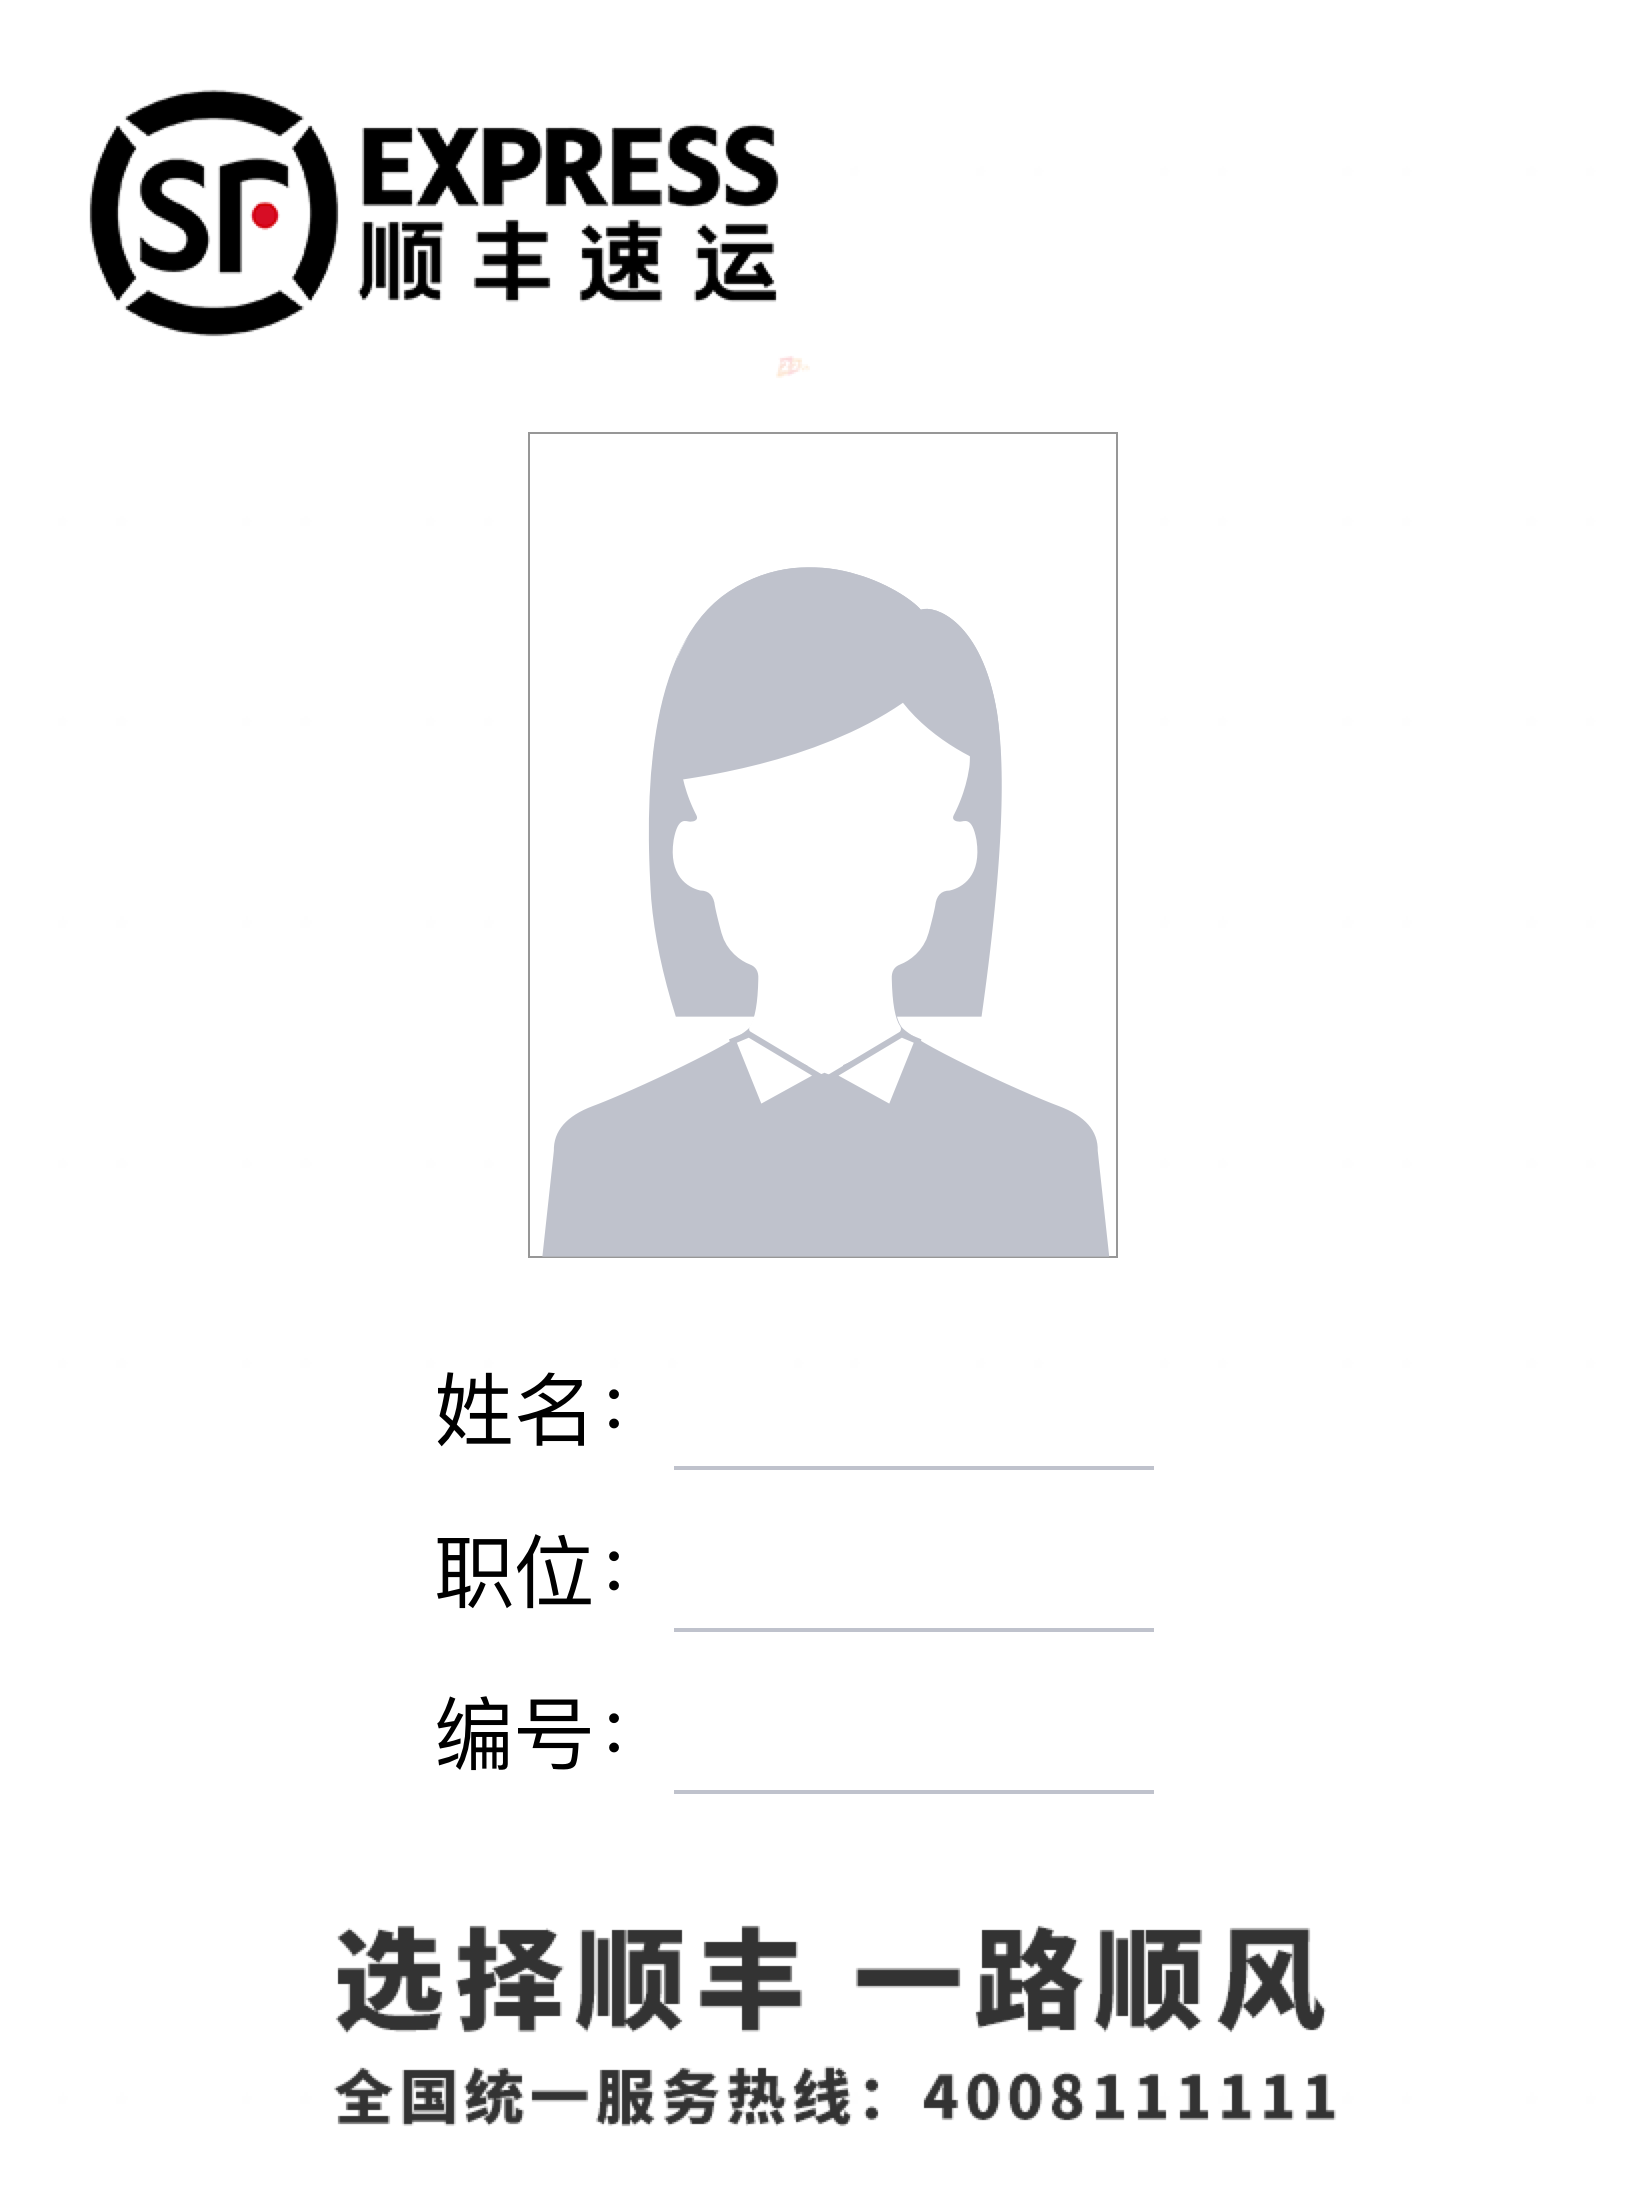 SF EXPRESS
顺丰速运
姓名：
职位：
编号：
选择顺丰 一路顺风
全国统一服务热线：4008111111